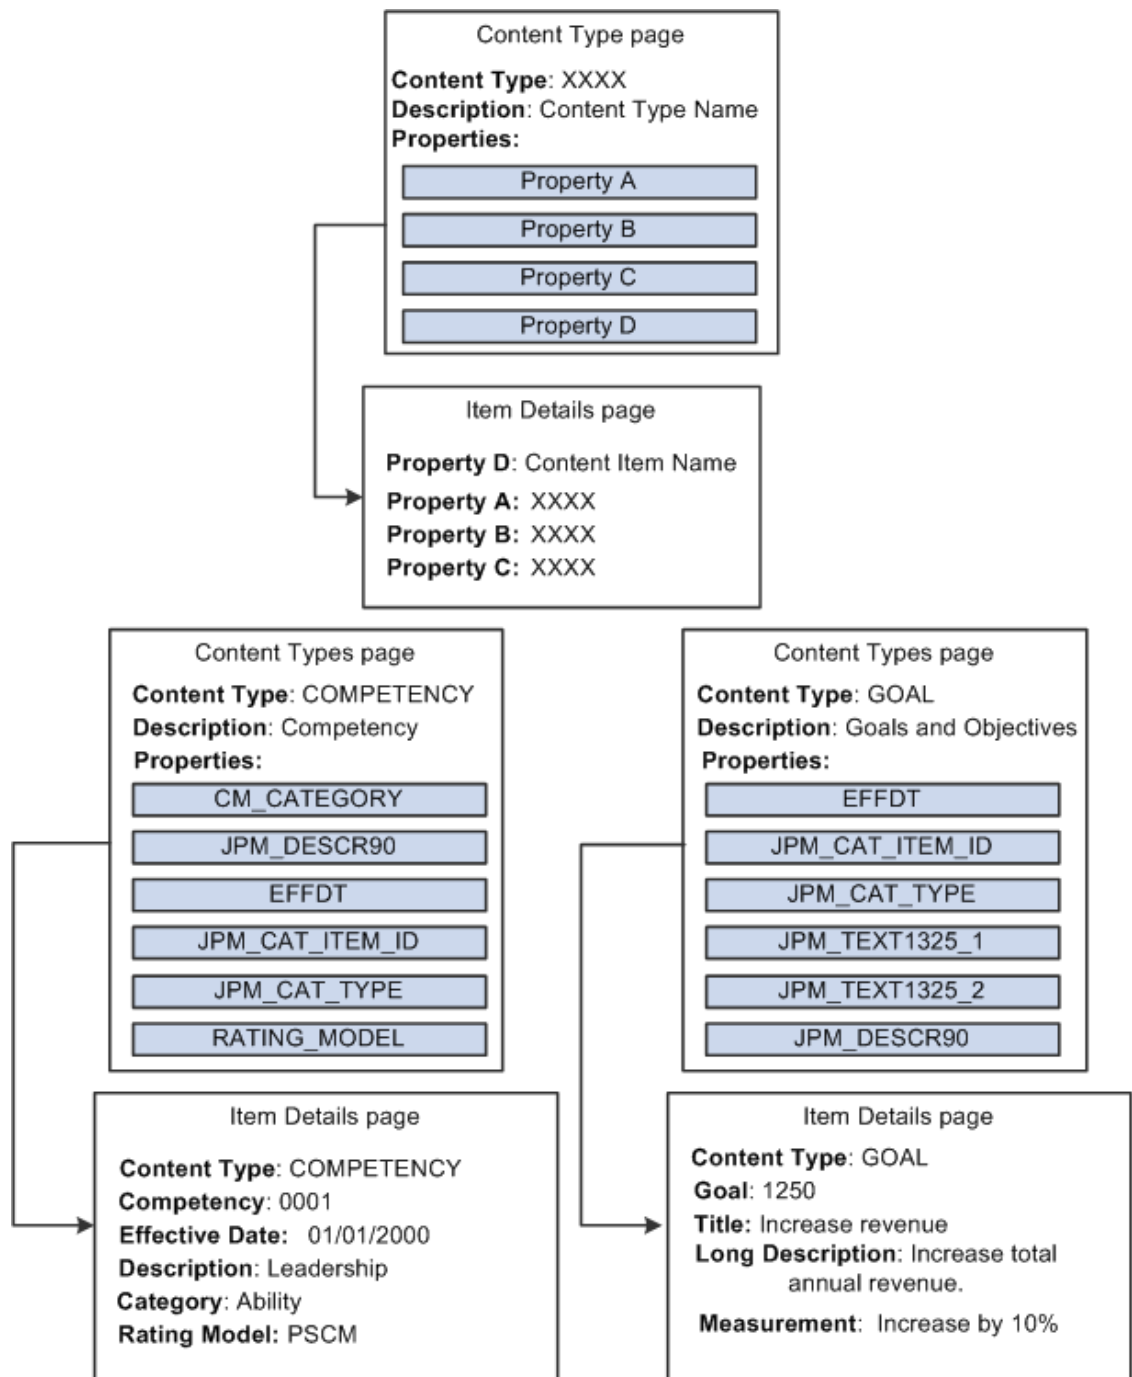 Content Type page
Content Type: XXXX
Description: Content Type Name
Properties:
Property A
Property B
Property C
Property D
Item Details page
Property D: Content Item Name
Property A: XXXX
Property B: XXXX
Property C: XXXX
Content Types page
Content Type: COMPETENCY
Description: Competency
Properties:
CM_CATEGORY
JPM_DESCR90
EFFDT
JPM_CAT_ITEM_ID
JPM_CAT_TYPE
RATING_MODEL
Item Details page
Content Type: COMPETENCY
Competency: 0001
Effective Date: 01/01/2000
Description: Leadership
Category: Ability
Rating Model: PSCM
Content Types page
Content Type: GOAL
Description: Goals and Objectives
Properties:
EFFDT
JPM_CAT_ITEM_ID
JPM_CAT_TYPE
JPM_TEXT1325_1
JPM_TEXT1325_2
JPM_DESCR90
Item Details page
Content Type: GOAL
Goal: 1250
Title: Increase revenue
Long Description: Increase total
annual revenue.
Measurement: Increase by 10%